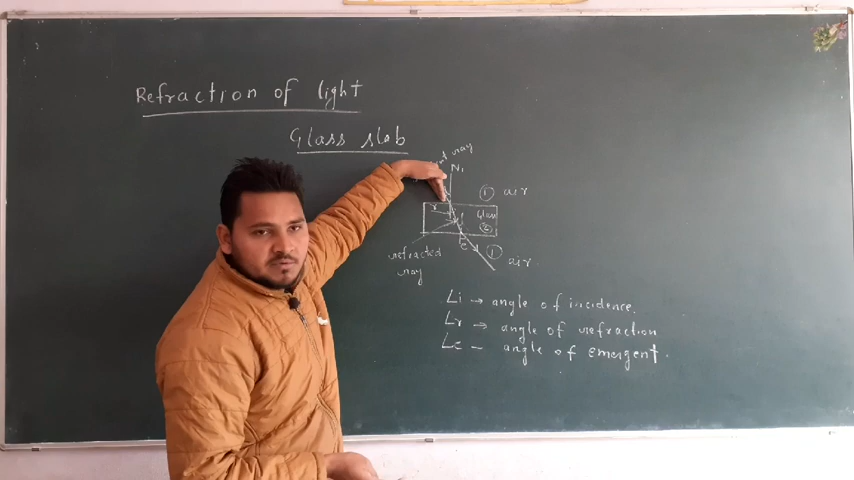 Refraction of light
Glass slab
ray
N₁
① air
r
Glass
②
refracted
ray
e
①
air
∠i → angle of incidence.
∠r → angle of refraction
∠e – angle of emergent.